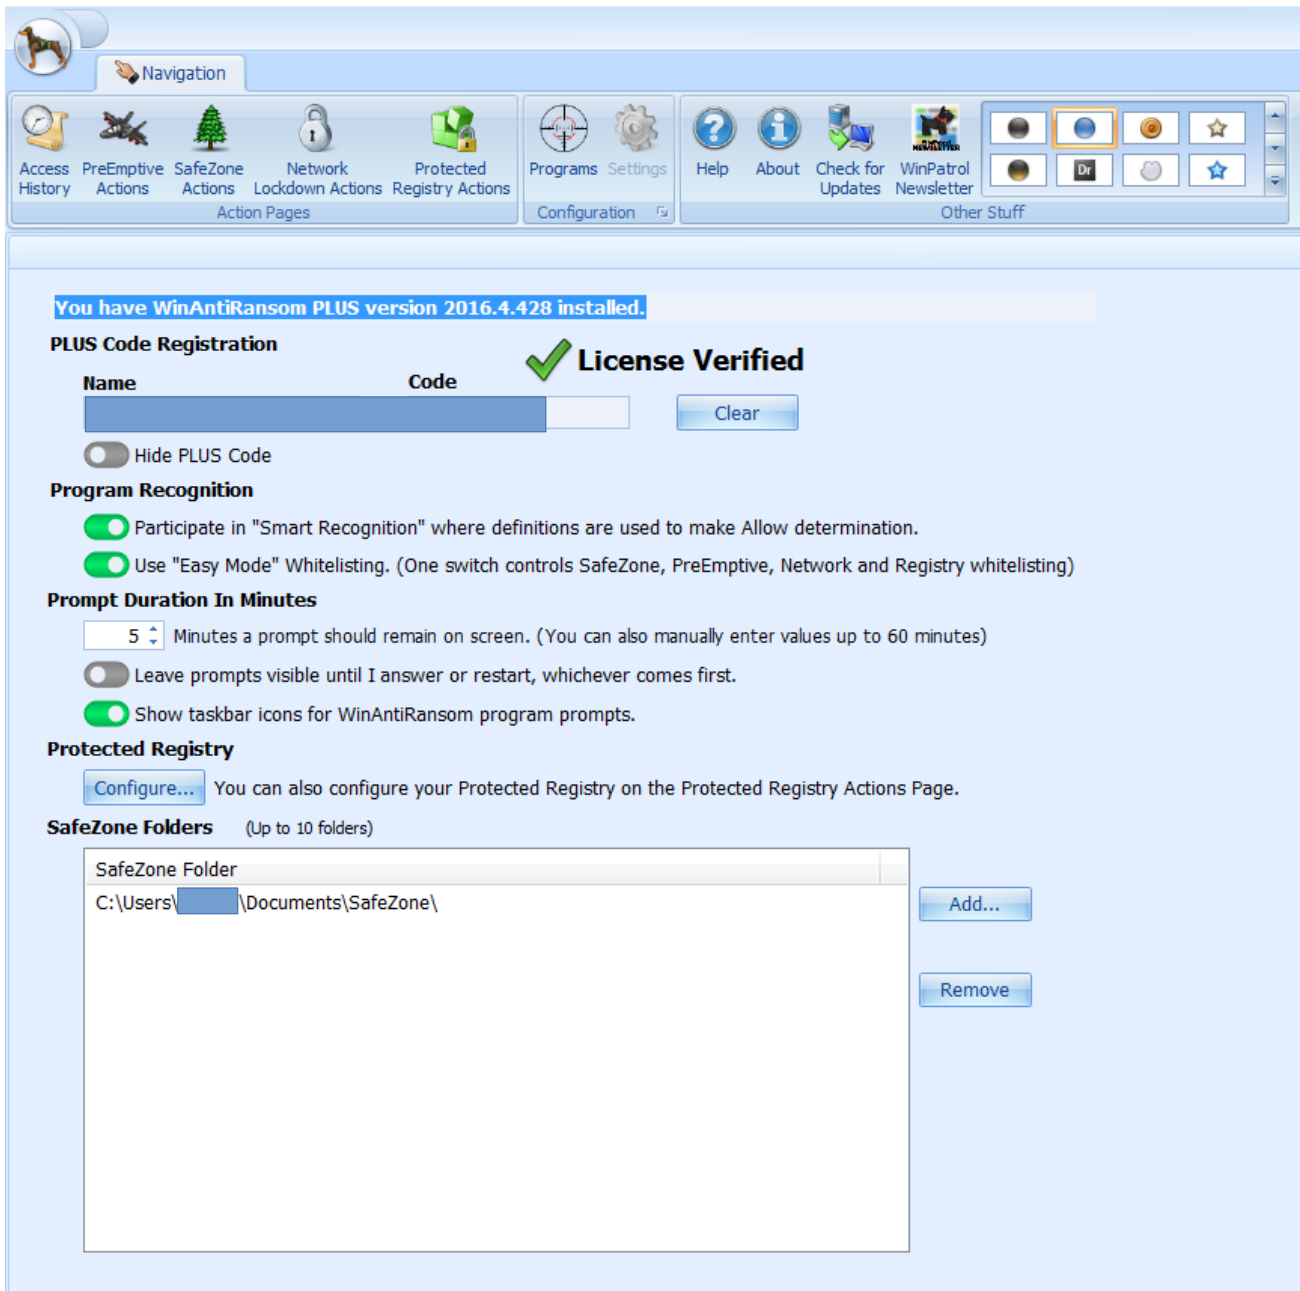 Navigation
Access History
PreEmptive Actions
SafeZone Actions
Network Lockdown Actions
Protected Registry Actions
Action Pages
Programs
Settings
Configuration
Help
About
Check for Updates
WinPatrol Newsletter
NEWSLETTER
Dr
Other Stuff
You have WinAntiRansom PLUS version 2016.4.428 installed.
PLUS Code Registration
License Verified
Name Code
Clear
Hide PLUS Code
Program Recognition
Participate in "Smart Recognition" where definitions are used to make Allow determination.
Use "Easy Mode" Whitelisting. (One switch controls SafeZone, PreEmptive, Network and Registry whitelisting)
Prompt Duration In Minutes
5 Minutes a prompt should remain on screen. (You can also manually enter values up to 60 minutes)
Leave prompts visible until I answer or restart, whichever comes first.
Show taskbar icons for WinAntiRansom program prompts.
Protected Registry
Configure... You can also configure your Protected Registry on the Protected Registry Actions Page.
SafeZone Folders (Up to 10 folders)
SafeZone Folder
C:\Users\ \Documents\SafeZone\
Add...
Remove